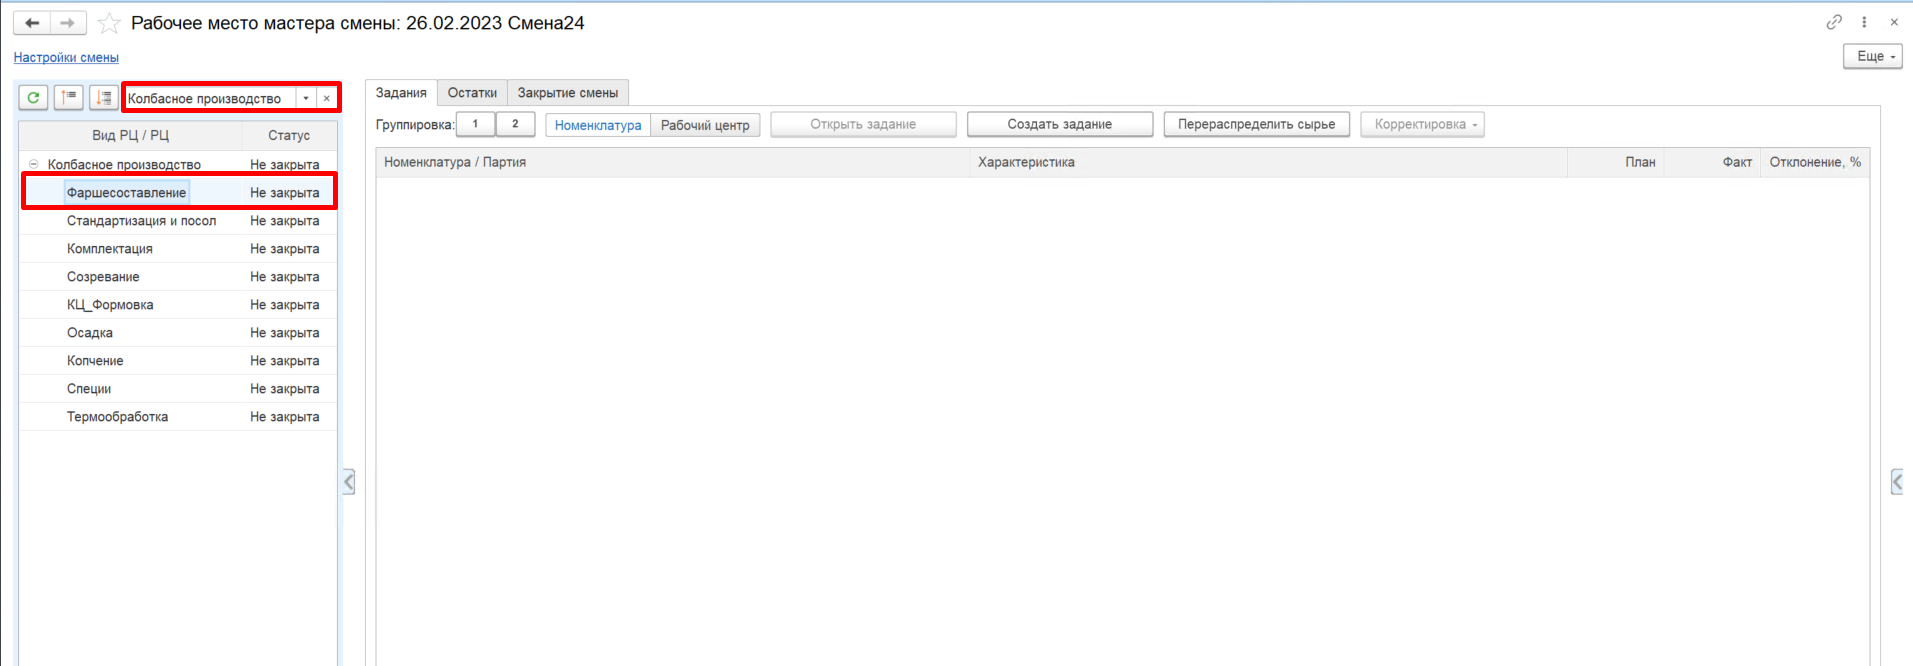 Рабочее место мастера смены: 26.02.2023 Смена24
Настройки смены
Еще
Колбасное производство
Вид РЦ / РЦ Статус
Колбасное производство Не закрыта
Фаршесоставление Не закрыта
Стандартизация и посол Не закрыта
Комплектация Не закрыта
Созревание Не закрыта
КЦ_Формовка Не закрыта
Осадка Не закрыта
Копчение Не закрыта
Специи Не закрыта
Термообработка Не закрыта
Задания Остатки Закрытие смены
Группировка: 1 2 Номенклатура Рабочий центр Открыть задание Создать задание Перераспределить сырье Корректировка
Номенклатура / Партия Характеристика План Факт Отклонение, %